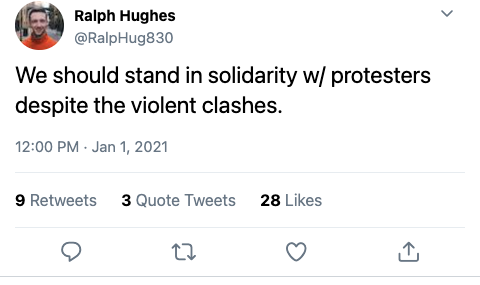 Ralph Hughes
@RalpHug830
We should stand in solidarity w/ protesters
despite the violent clashes.
12:00 PM · Jan 1, 2021
9 Retweets 3 Quote Tweets 28 Likes